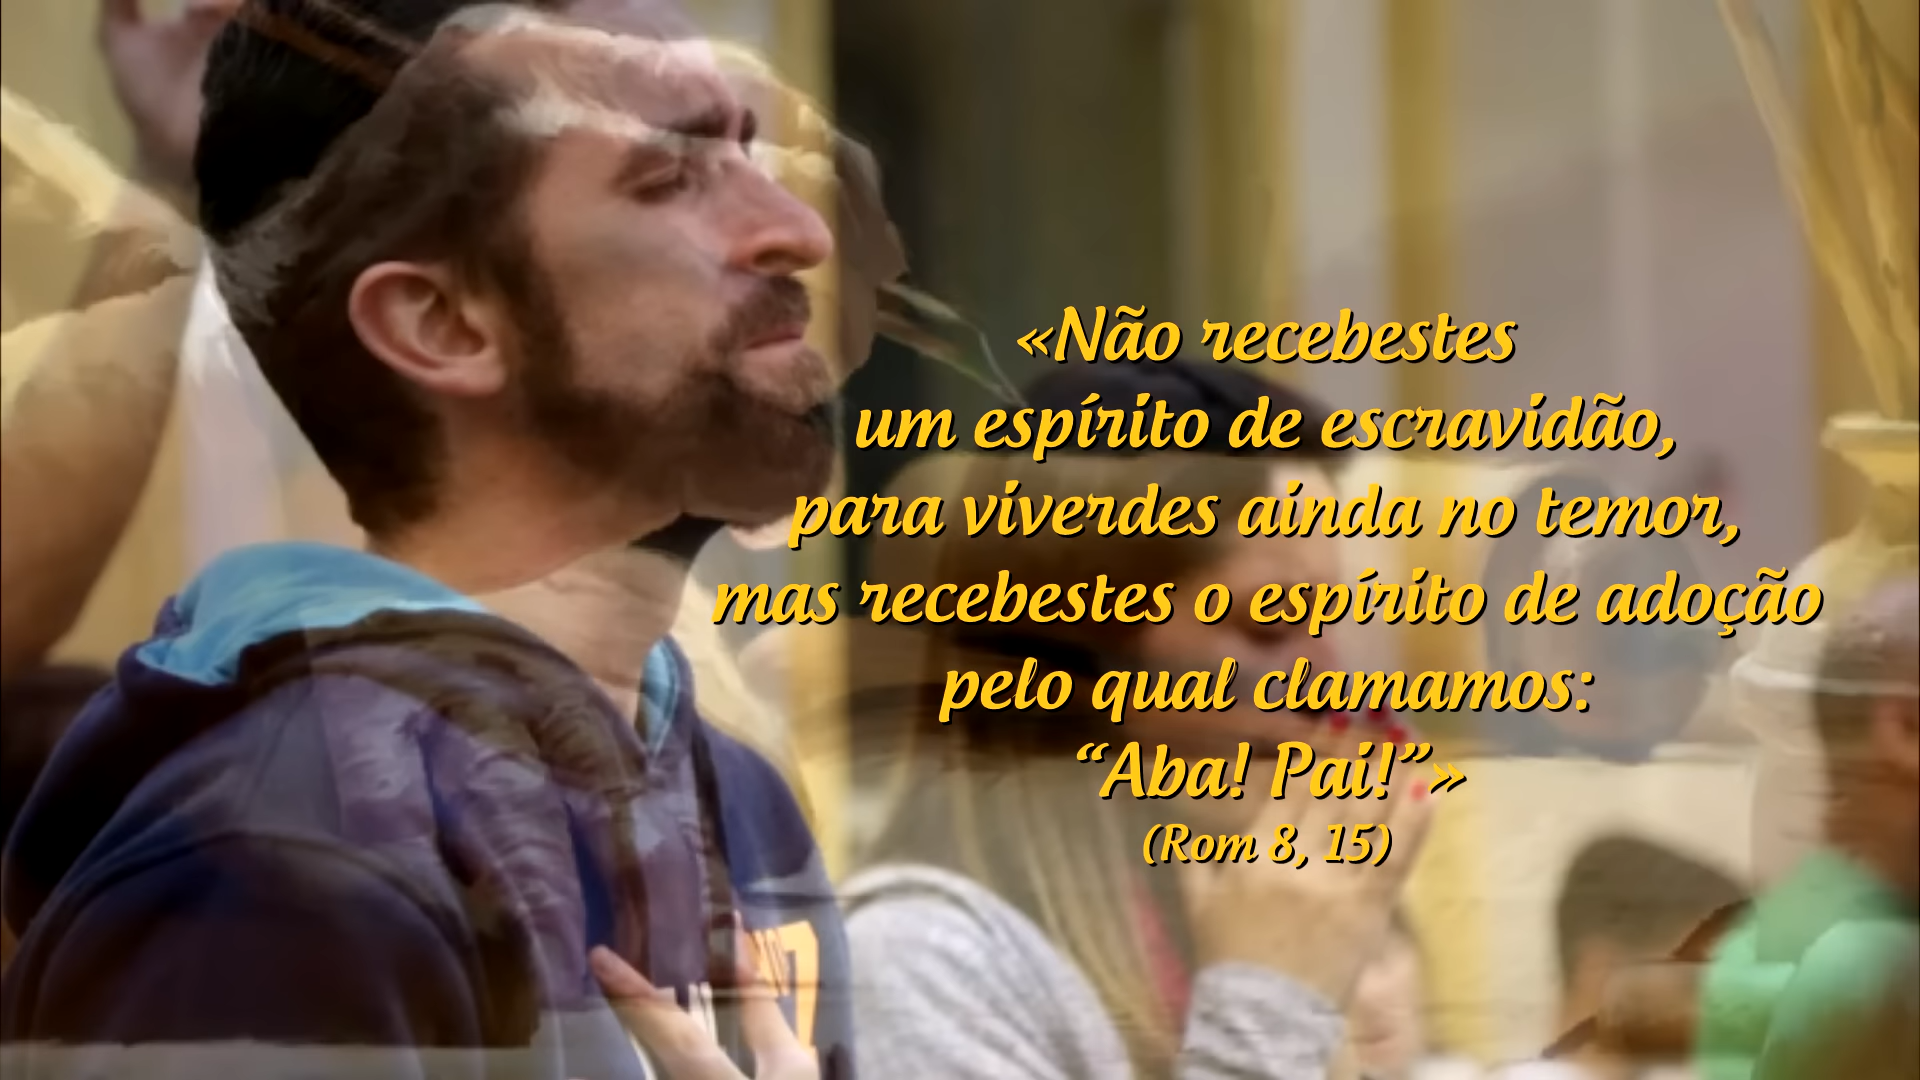 «Não recebestes
um espírito de escravidão,
para viverdes ainda no temor,
mas recebestes o espírito de adoção
pelo qual clamamos:
“Aba! Pai!”»
(Rom 8, 15)